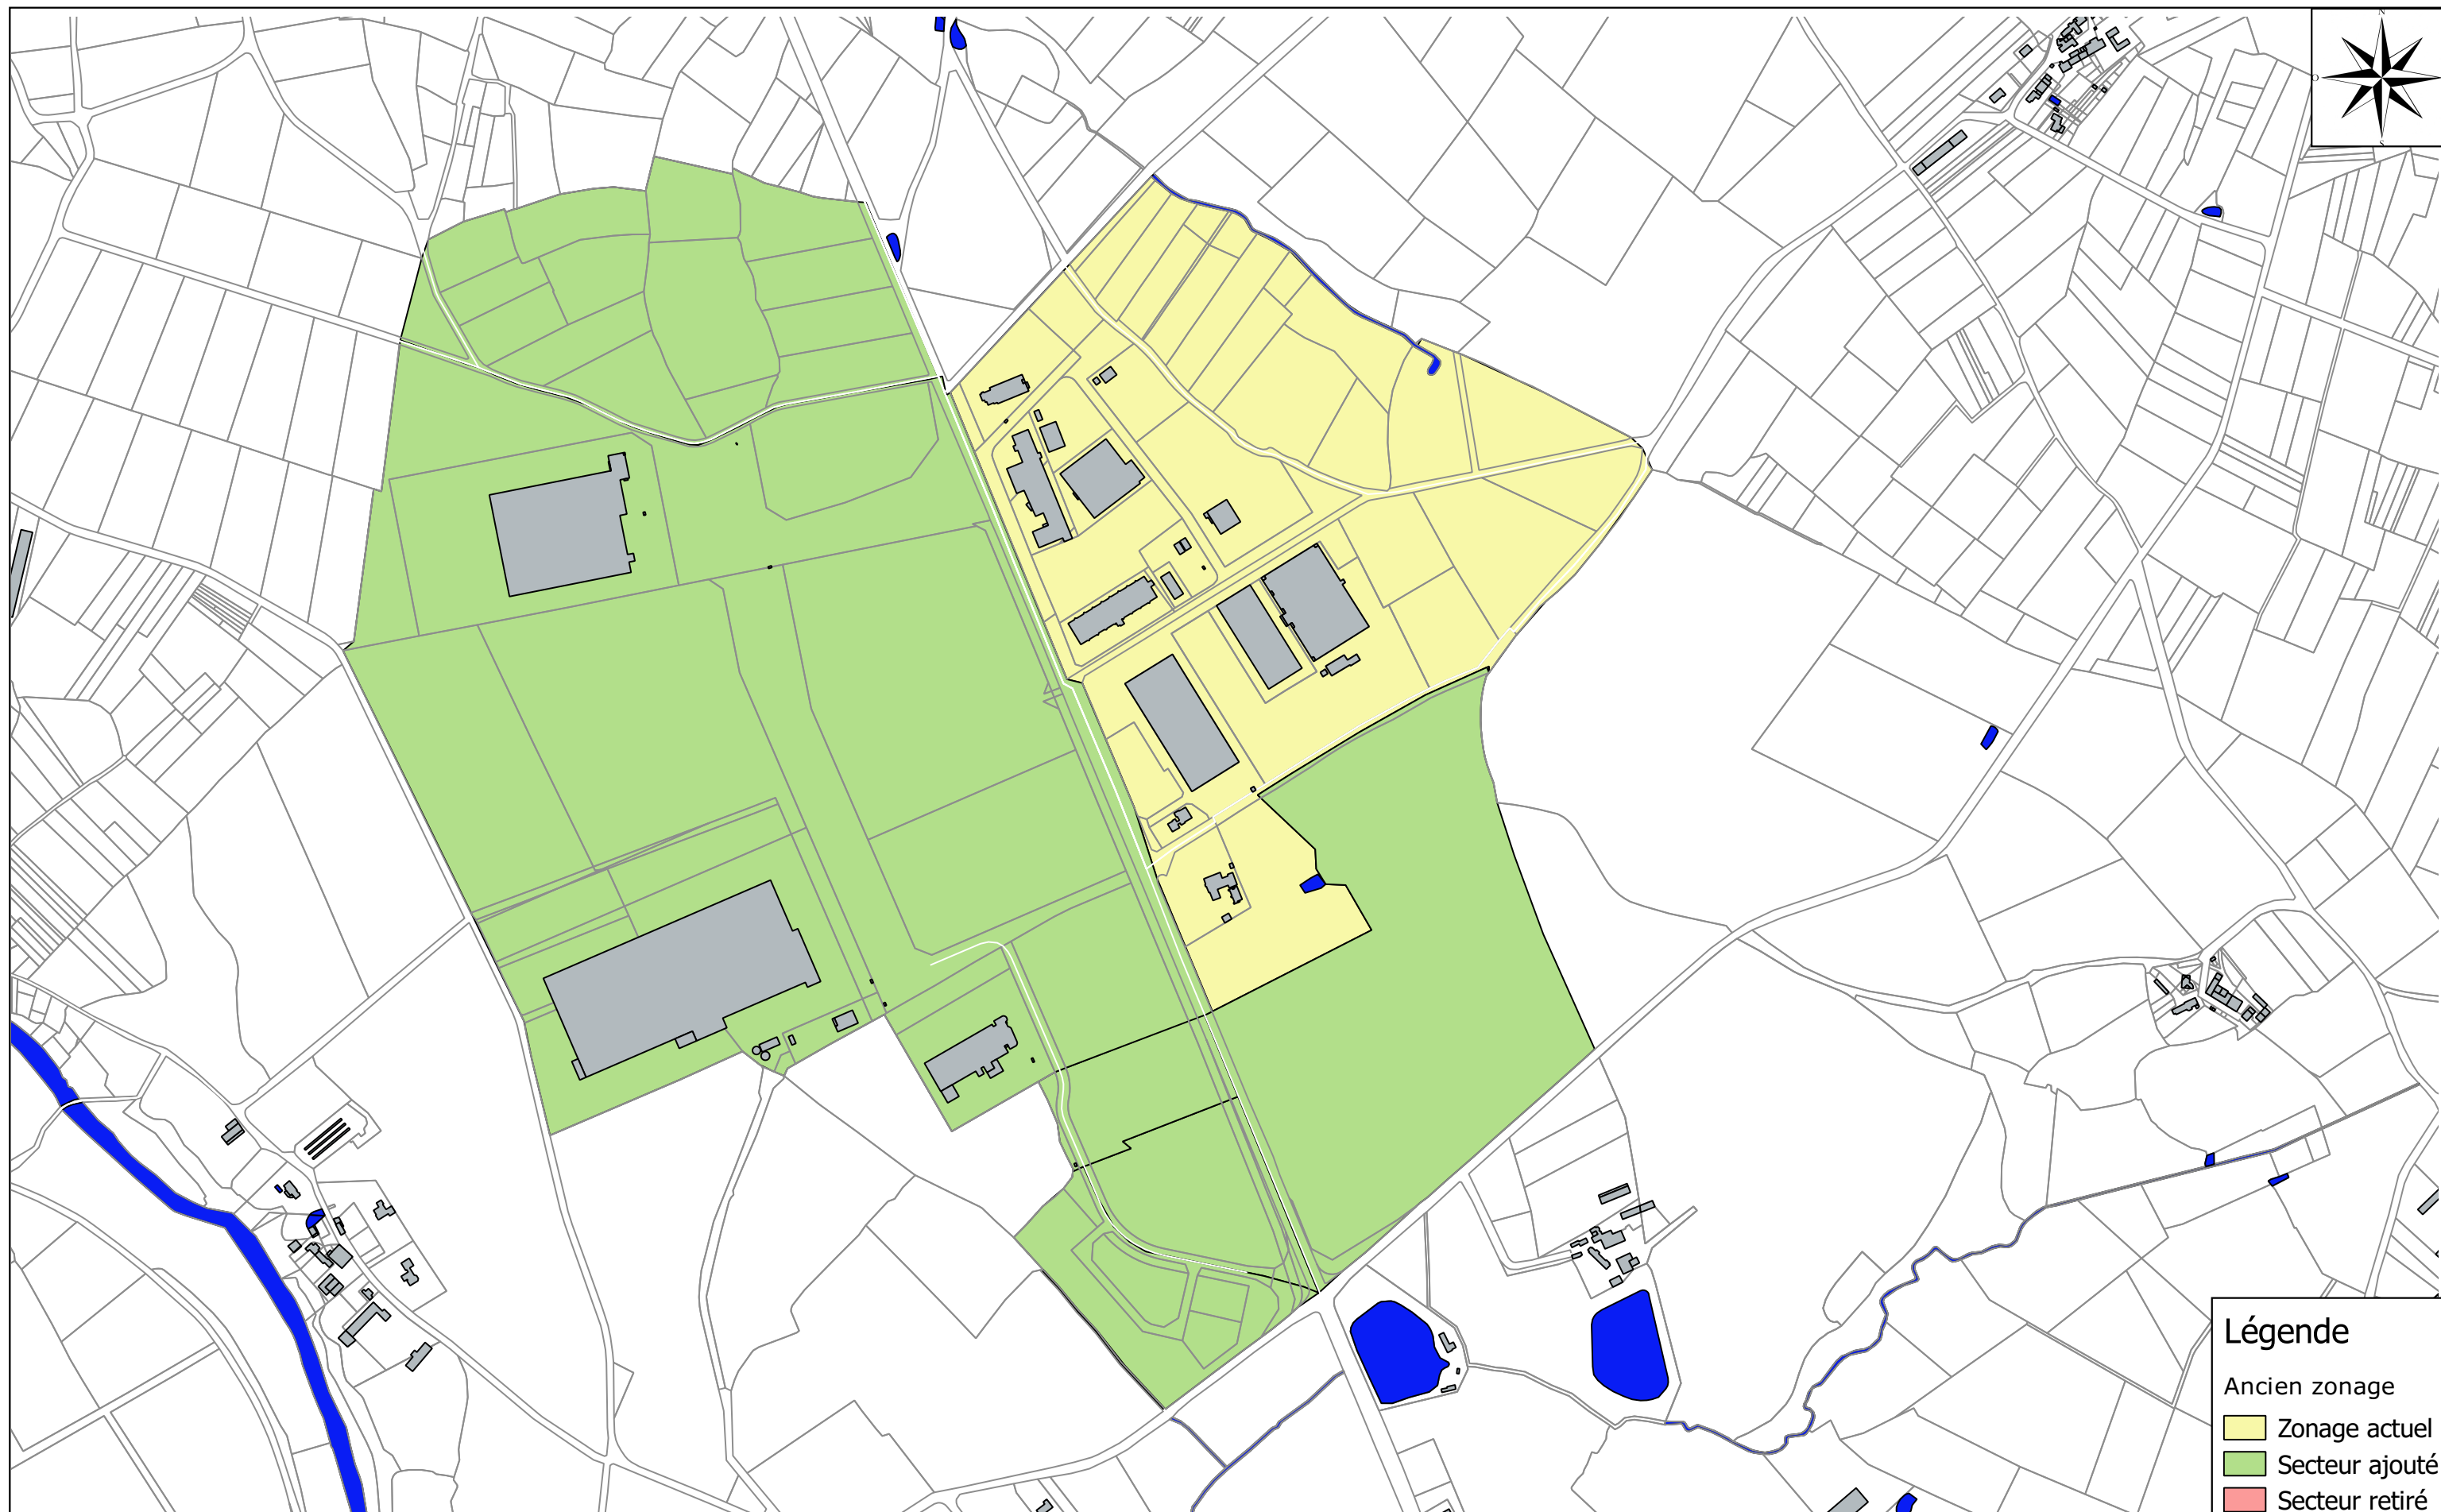 N
O
S
Légende
Ancien zonage
Zonage actuel
Secteur ajouté
Secteur retiré